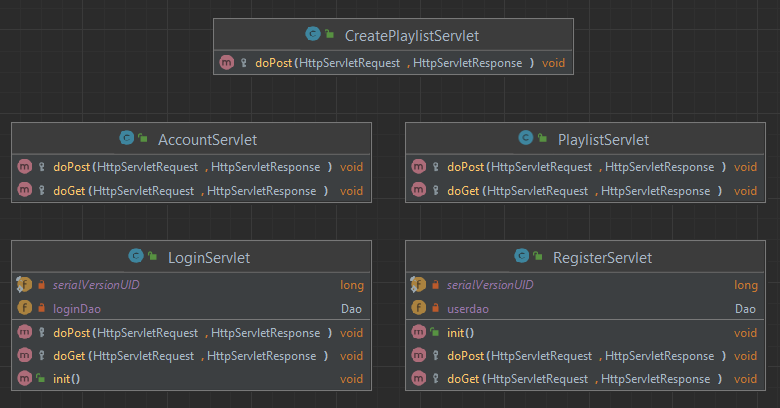 CreatePlaylistServlet
doPost(HttpServletRequest ,HttpServletResponse ) void
AccountServlet
doPost(HttpServletRequest ,HttpServletResponse ) void
doGet(HttpServletRequest ,HttpServletResponse ) void
PlaylistServlet
doPost(HttpServletRequest ,HttpServletResponse ) void
doGet(HttpServletRequest ,HttpServletResponse ) void
LoginServlet
serialVersionUID long
loginDao Dao
doPost(HttpServletRequest ,HttpServletResponse ) void
doGet(HttpServletRequest ,HttpServletResponse ) void
init() void
RegisterServlet
serialVersionUID long
userdao Dao
init() void
doPost(HttpServletRequest ,HttpServletResponse ) void
doGet(HttpServletRequest ,HttpServletResponse ) void